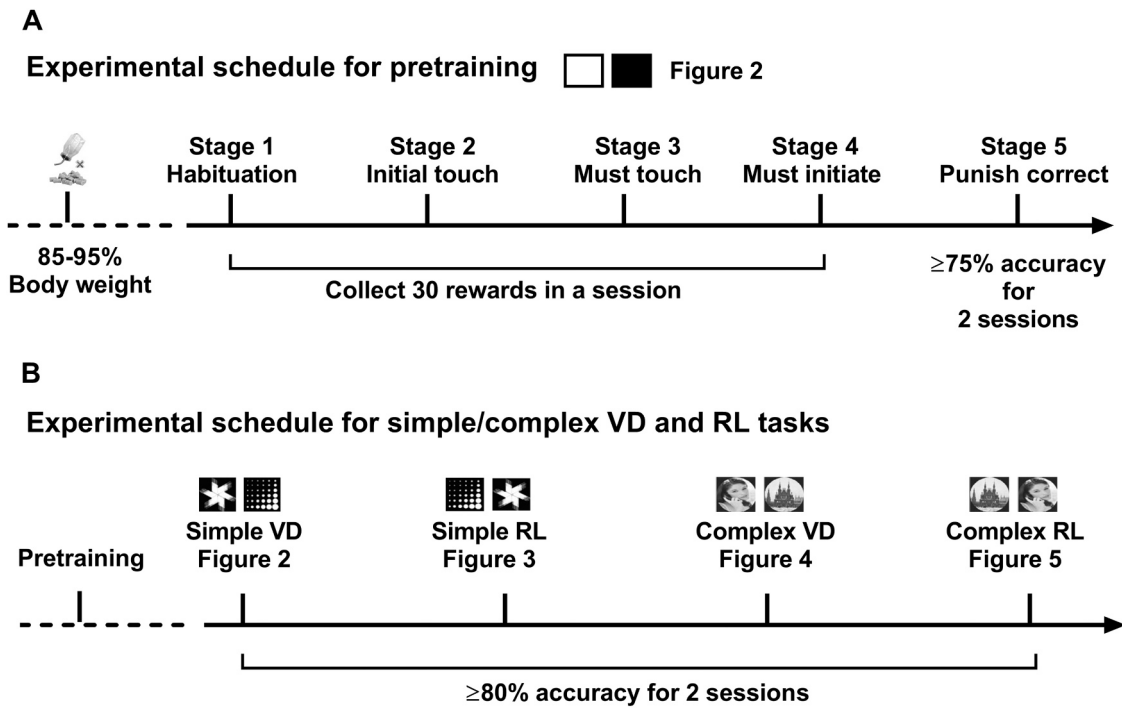 A
Experimental schedule for pretraining Figure 2
Stage 1
Habituation
Stage 2
Initial touch
Stage 3
Must touch
Stage 4
Must initiate
Stage 5
Punish correct
85-95%
Body weight
Collect 30 rewards in a session
≥75% accuracy
for
2 sessions
B
Experimental schedule for simple/complex VD and RL tasks
Pretraining
Simple VD
Figure 2
Simple RL
Figure 3
Complex VD
Figure 4
Complex RL
Figure 5
≥80% accuracy for 2 sessions